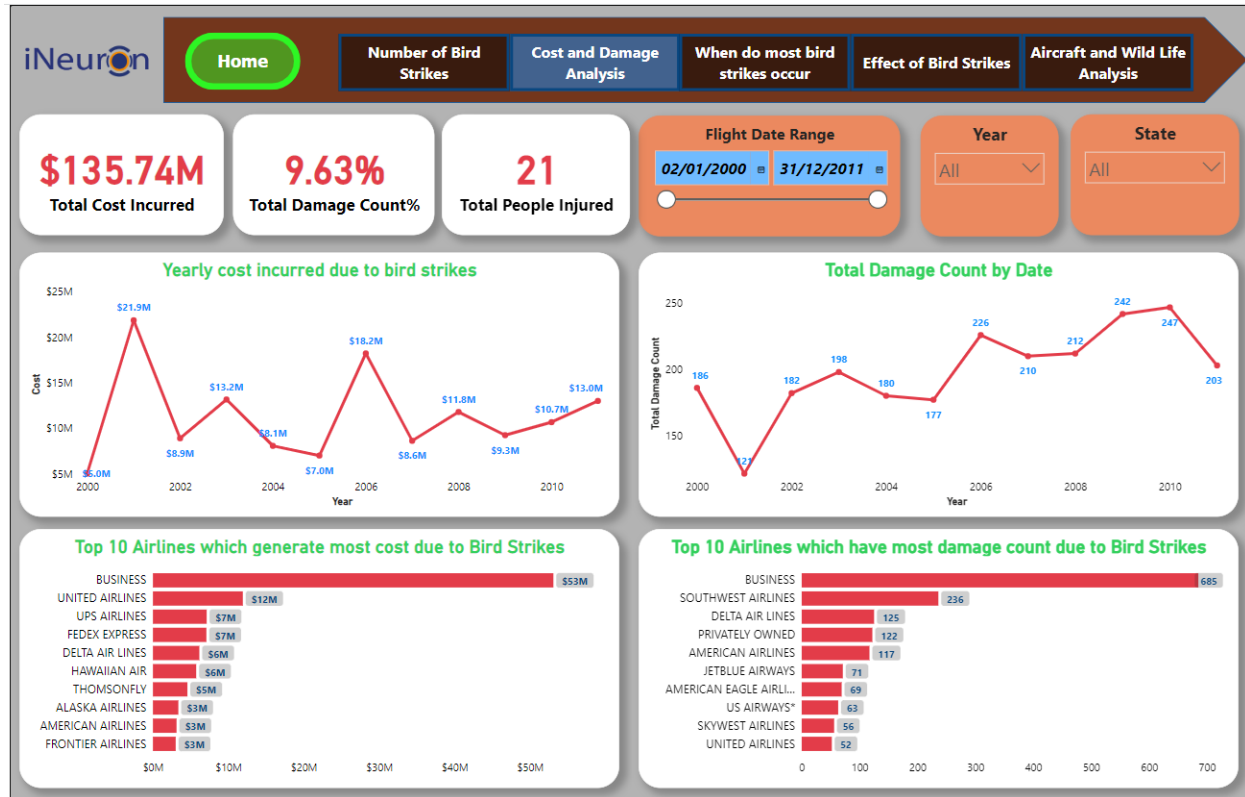 iNeuron
Home
Number of Bird
Strikes
Cost and Damage
Analysis
When do most bird
strikes occur
Effect of Bird Strikes
Aircraft and Wild Life
Analysis
$135.74M
Total Cost Incurred
9.63%
Total Damage Count%
21
Total People Injured
Flight Date Range
02/01/2000
31/12/2011
Year
All
State
All
Yearly cost incurred due to bird strikes
$25M
$20M
$15M
$10M
$5M
Cost
$5.0M
$21.9M
$8.9M
$13.2M
$8.1M
$7.0M
$18.2M
$8.6M
$11.8M
$9.3M
$10.7M
$13.0M
2000
2002
2004
2006
2008
2010
Year
Total Damage Count by Date
250
200
150
Total Damage Count
186
121
182
198
180
177
226
210
212
242
247
203
2000
2002
2004
2006
2008
2010
Year
Top 10 Airlines which generate most cost due to Bird Strikes
BUSINESS $53M
UNITED AIRLINES $12M
UPS AIRLINES $7M
FEDEX EXPRESS $7M
DELTA AIR LINES $6M
HAWAIIAN AIR $6M
THOMSONFLY $5M
ALASKA AIRLINES $3M
AMERICAN AIRLINES $3M
FRONTIER AIRLINES $3M
$0M $10M $20M $30M $40M $50M
Top 10 Airlines which have most damage count due to Bird Strikes
BUSINESS 685
SOUTHWEST AIRLINES 236
DELTA AIR LINES 125
PRIVATELY OWNED 122
AMERICAN AIRLINES 117
JETBLUE AIRWAYS 71
AMERICAN EAGLE AIRLI... 69
US AIRWAYS* 63
SKYWEST AIRLINES 56
UNITED AIRLINES 52
0 100 200 300 400 500 600 700